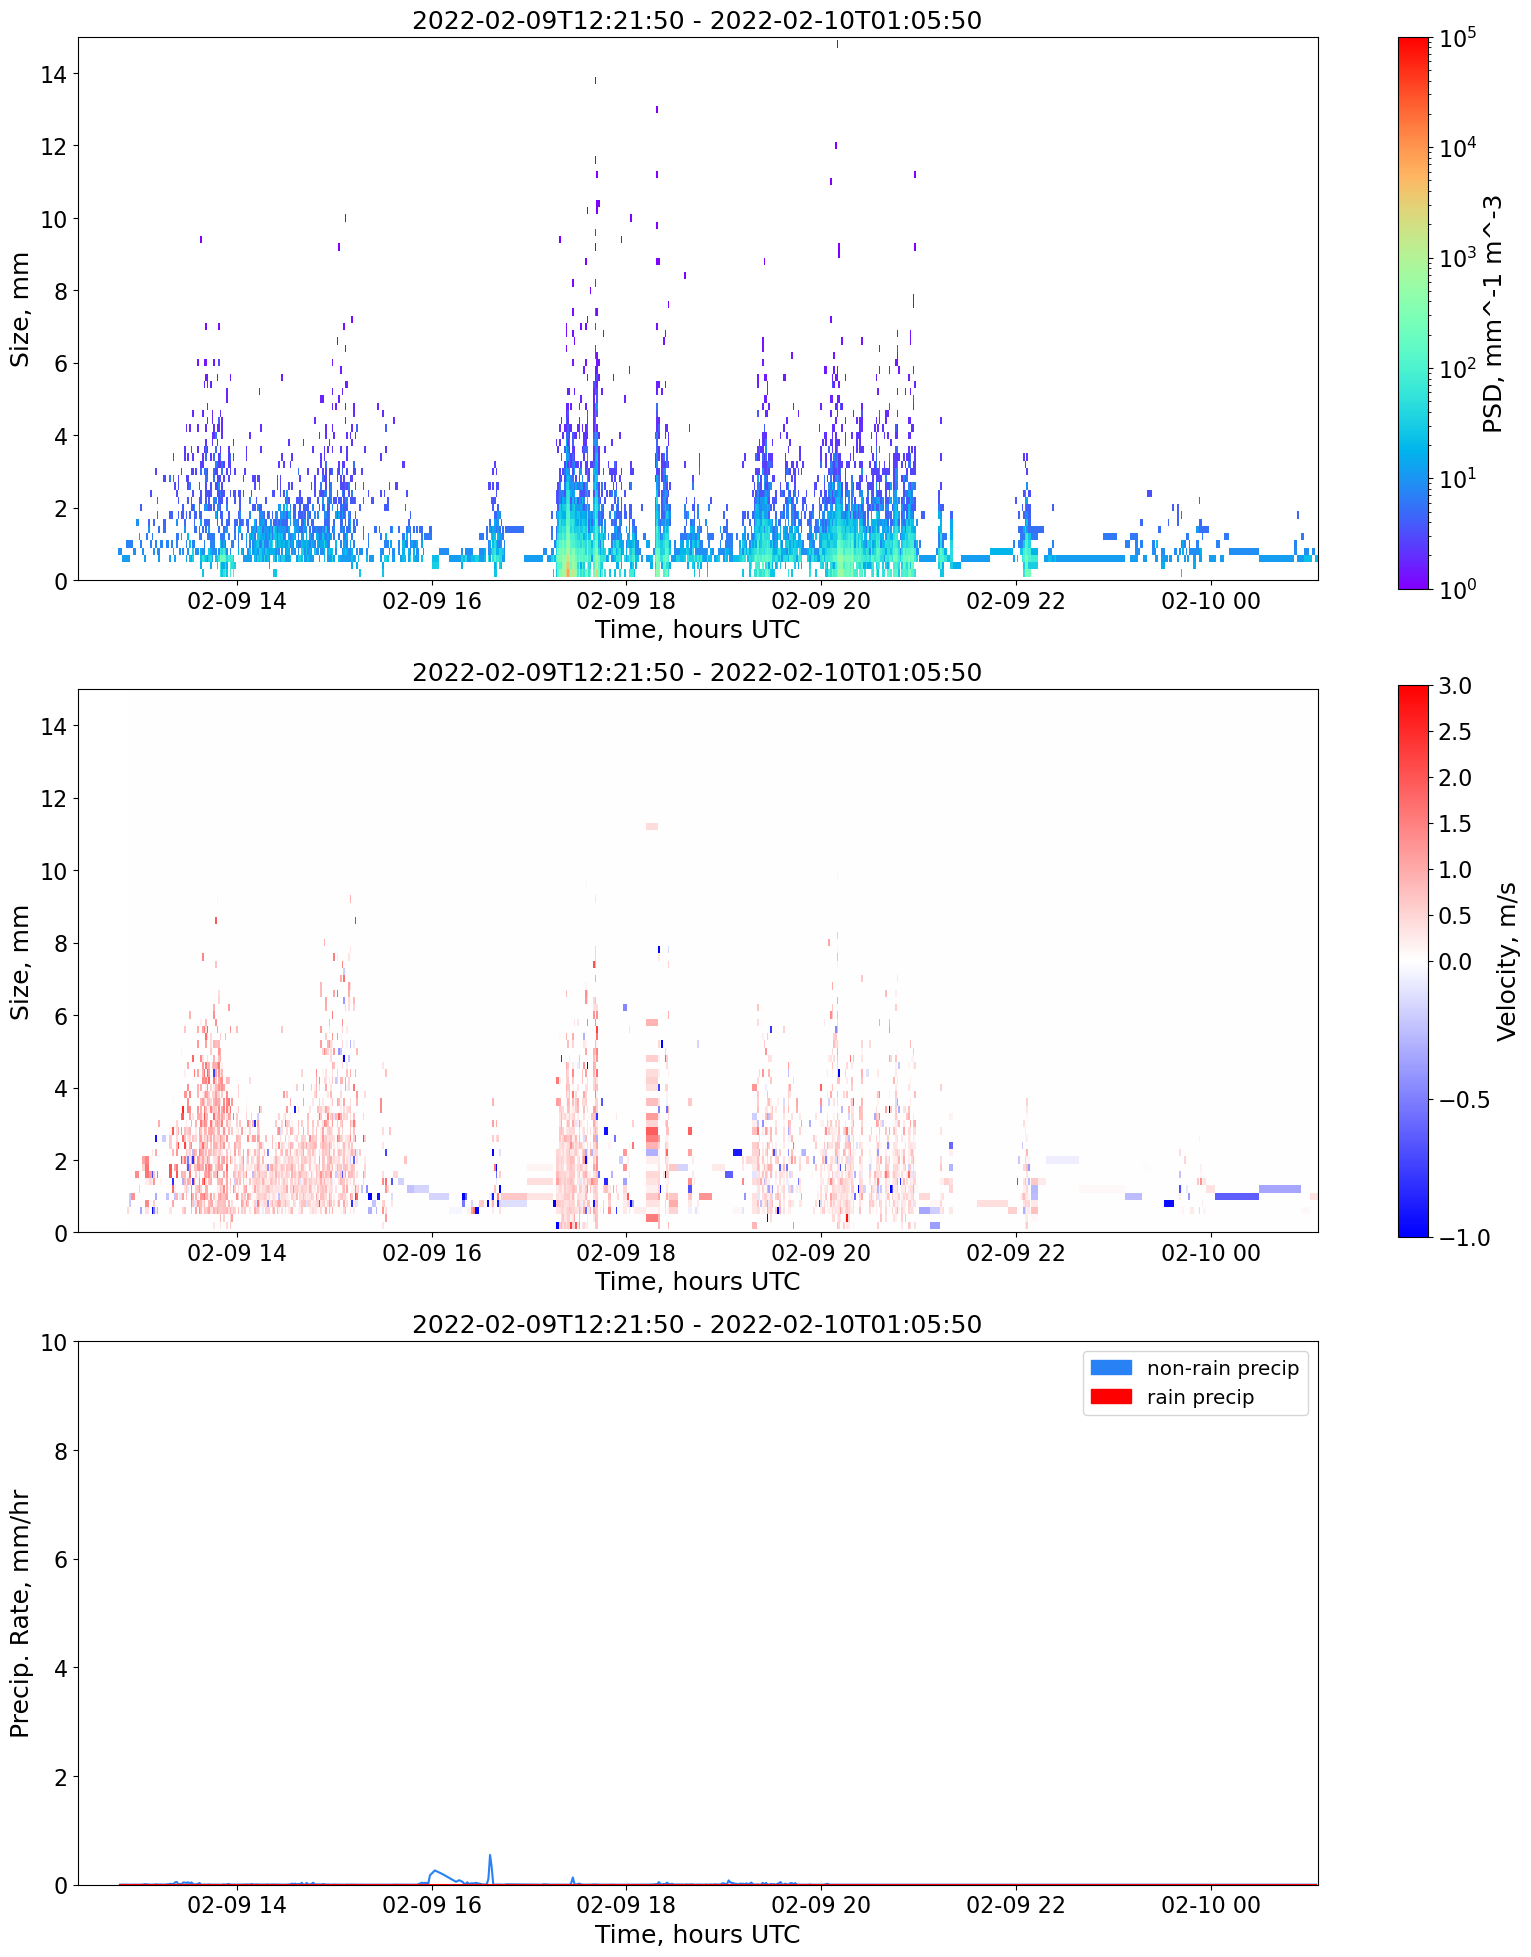 2022-02-09T12:21:50 - 2022-02-10T01:05:50
14
12
10
8
6
4
2
0
Size, mm
02-09 14 02-09 16 02-09 18 02-09 20 02-09 22 02-10 00
Time, hours UTC
10^5
10^4
10^3
10^2
10^1
10^0
PSD, mm^-1 m^-3
2022-02-09T12:21:50 - 2022-02-10T01:05:50
14
12
10
8
6
4
2
0
Size, mm
02-09 14 02-09 16 02-09 18 02-09 20 02-09 22 02-10 00
Time, hours UTC
3.0
2.5
2.0
1.5
1.0
0.5
0.0
−0.5
−1.0
Velocity, m/s
2022-02-09T12:21:50 - 2022-02-10T01:05:50
10
8
6
4
2
0
Precip. Rate, mm/hr
non-rain precip
rain precip
02-09 14 02-09 16 02-09 18 02-09 20 02-09 22 02-10 00
Time, hours UTC